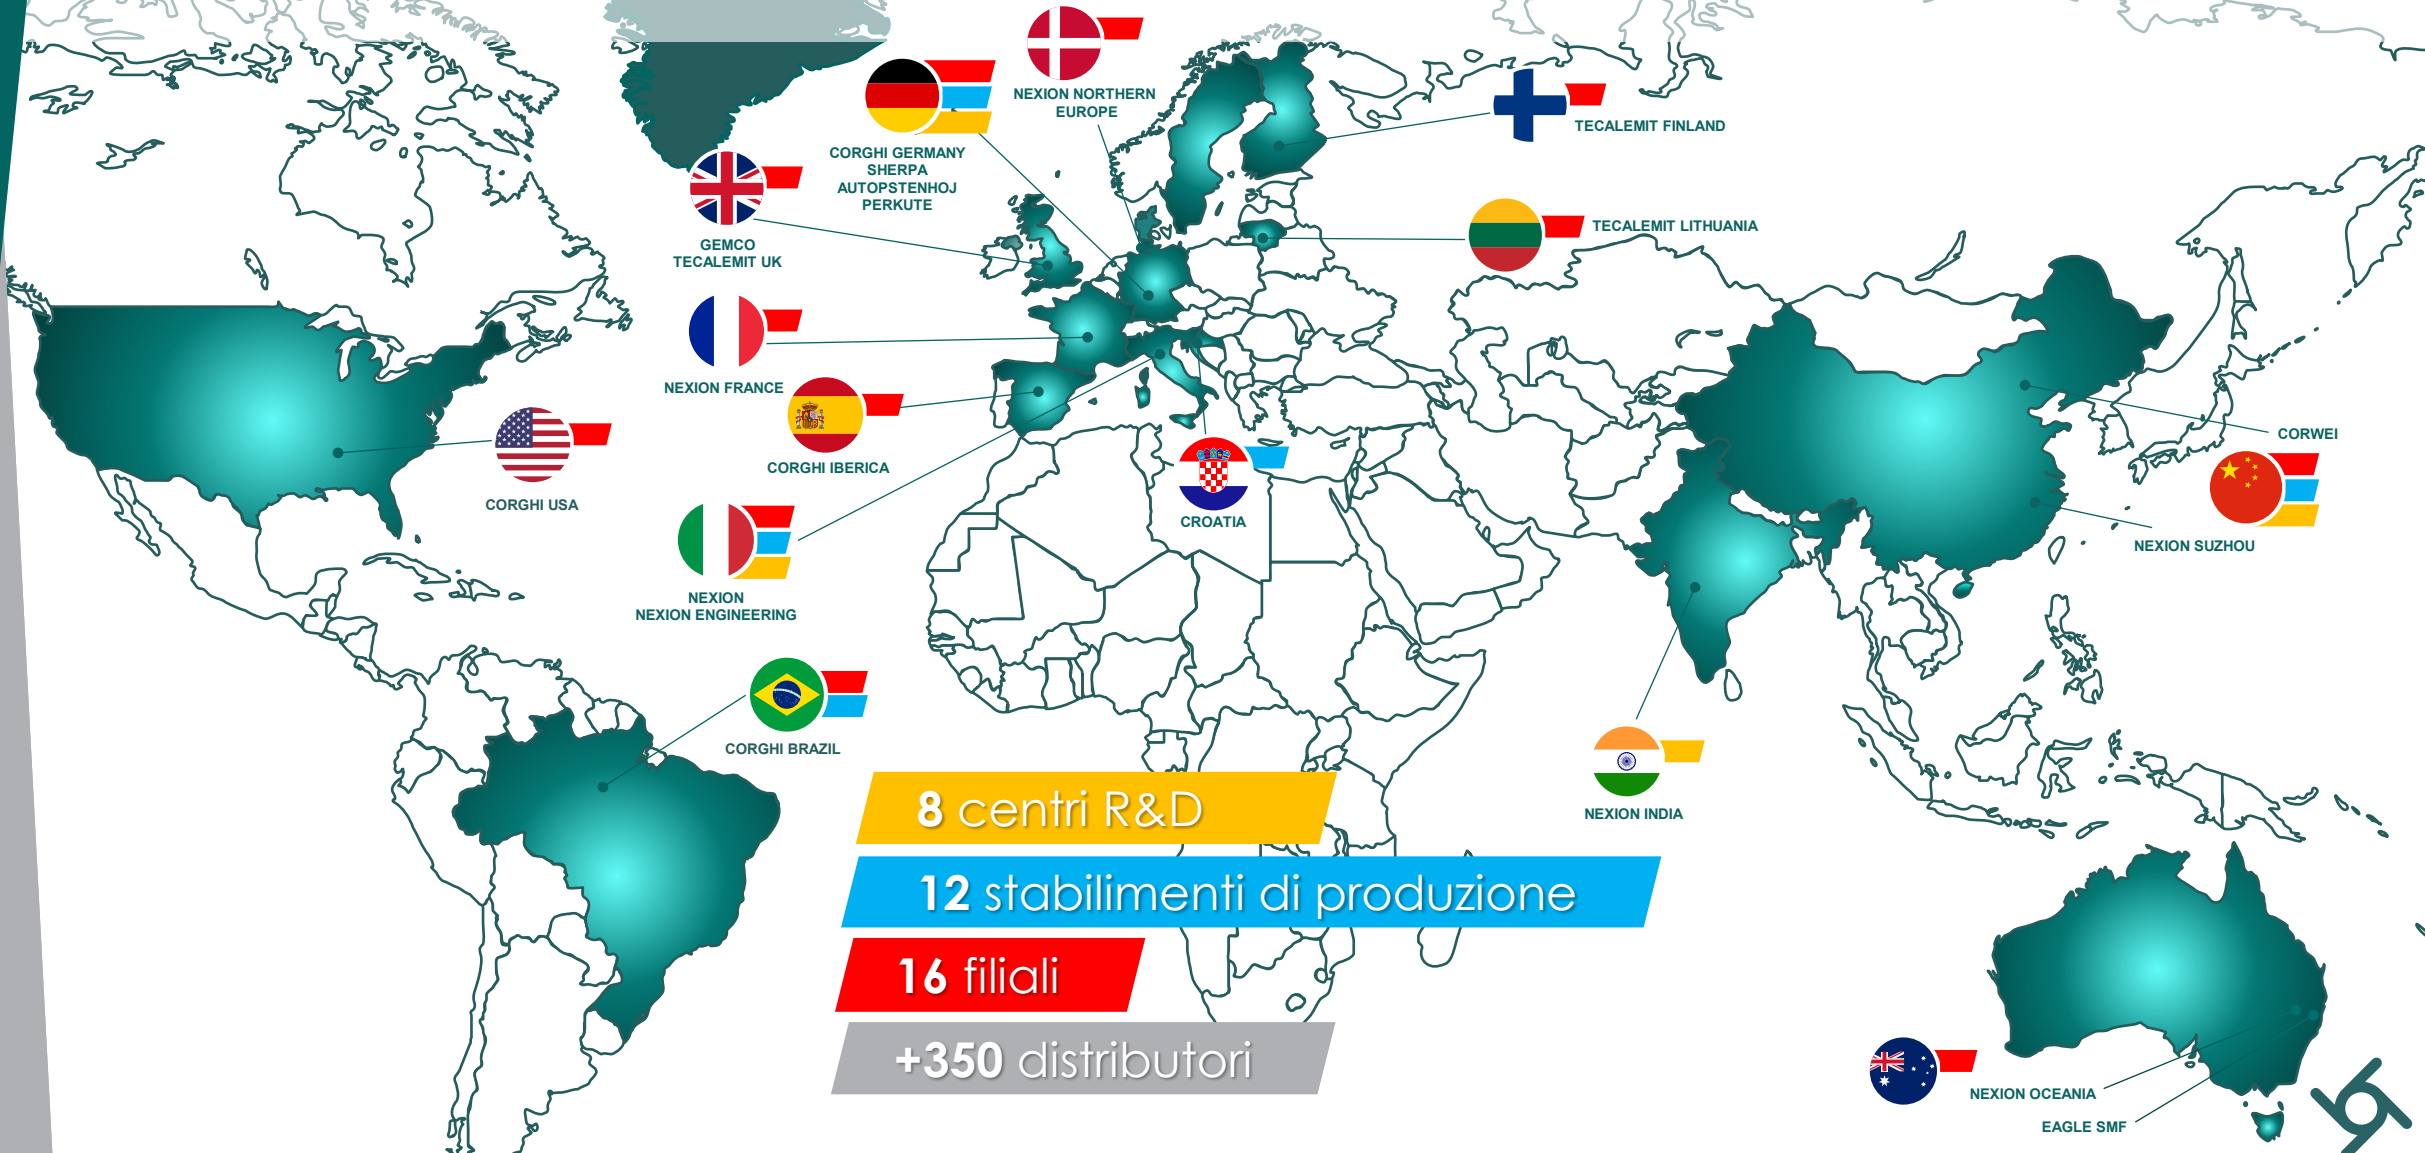 NEXION NORTHERN
EUROPE
CORGHI GERMANY
SHERPA
AUTOPSTENHOJ
PERKUTE
TECALEMIT FINLAND
GEMCO
TECALEMIT UK
TECALEMIT LITHUANIA
NEXION FRANCE
CORGHI IBERICA
CORGHI USA
CROATIA
CORWEI
NEXION SUZHOU
NEXION
NEXION ENGINEERING
CORGHI BRAZIL
NEXION INDIA
8 centri R&D
12 stabilimenti di produzione
16 filiali
+350 distributori
NEXION OCEANIA
EAGLE SMF